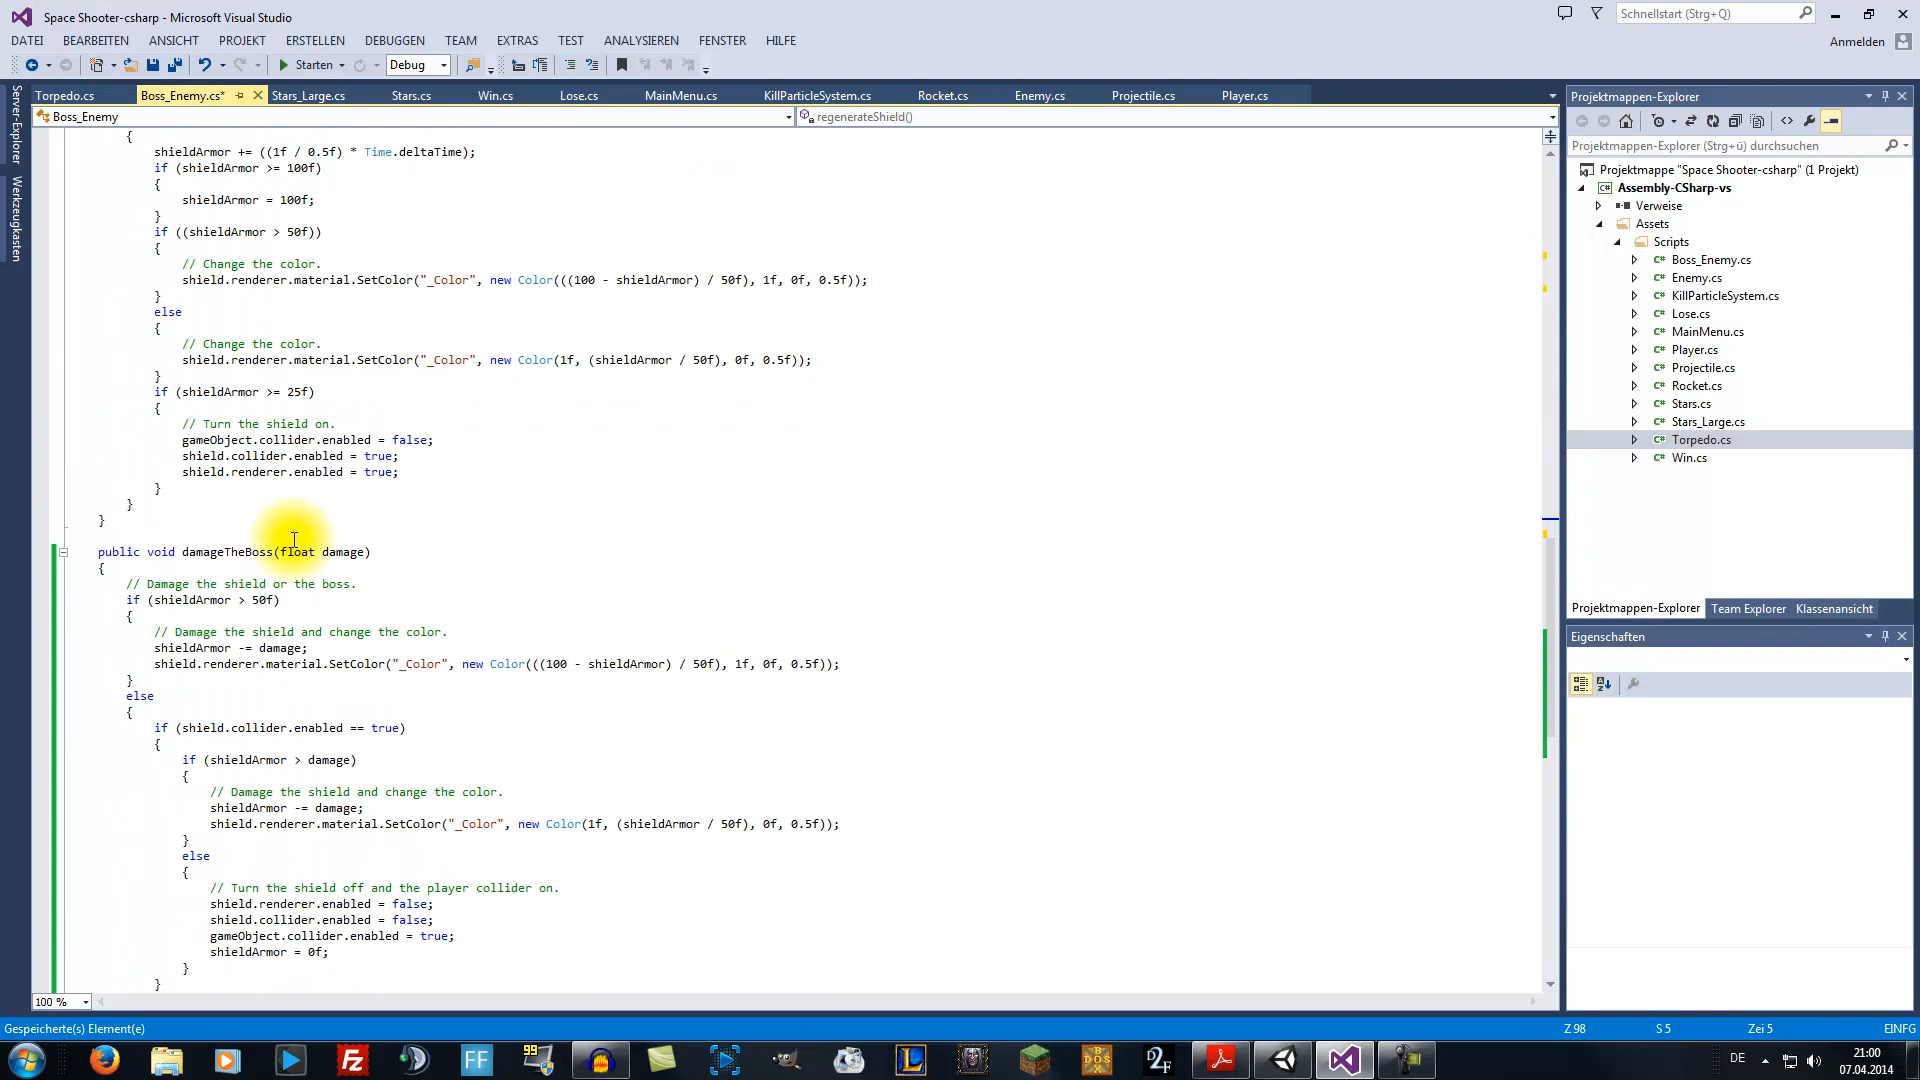 Space Shooter-csharp - Microsoft Visual Studio
Schnellstart (Strg+Q)
DATEI BEARBEITEN ANSICHT PROJEKT ERSTELLEN DEBUGGEN TEAM EXTRAS TEST ANALYSIEREN FENSTER HILFE
Anmelden
Starten Debug
Server-Explorer
Werkzeugkasten
Torpedo.cs Boss_Enemy.cs* Stars_Large.cs Stars.cs Win.cs Lose.cs MainMenu.cs KillParticleSystem.cs Rocket.cs Enemy.cs Projectile.cs Player.cs
Boss_Enemy regenerateShield()
{
shieldArmor += ((1f / 0.5f) * Time.deltaTime);
if (shieldArmor >= 100f)
{
shieldArmor = 100f;
}
if ((shieldArmor > 50f))
{
// Change the color.
shield.renderer.material.SetColor("_Color", new Color(((100 - shieldArmor) / 50f), 1f, 0f, 0.5f));
}
else
{
// Change the color.
shield.renderer.material.SetColor("_Color", new Color(1f, (shieldArmor / 50f), 0f, 0.5f));
}
if (shieldArmor >= 25f)
{
// Turn the shield on.
gameObject.collider.enabled = false;
shield.collider.enabled = true;
shield.renderer.enabled = true;
}
}
}
public void damageTheBoss(float damage)
{
// Damage the shield or the boss.
if (shieldArmor > 50f)
{
// Damage the shield and change the color.
shieldArmor -= damage;
shield.renderer.material.SetColor("_Color", new Color(((100 - shieldArmor) / 50f), 1f, 0f, 0.5f));
}
else
{
if (shield.collider.enabled == true)
{
if (shieldArmor > damage)
{
// Damage the shield and change the color.
shieldArmor -= damage;
shield.renderer.material.SetColor("_Color", new Color(1f, (shieldArmor / 50f), 0f, 0.5f));
}
else
{
// Turn the shield off and the player collider on.
shield.renderer.enabled = false;
shield.collider.enabled = false;
gameObject.collider.enabled = true;
shieldArmor = 0f;
}
}
100 %
Projektmappen-Explorer
Projektmappen-Explorer (Strg+ü) durchsuchen
Projektmappe "Space Shooter-csharp" (1 Projekt)
Assembly-CSharp-vs
Verweise
Assets
Scripts
Boss_Enemy.cs
Enemy.cs
KillParticleSystem.cs
Lose.cs
MainMenu.cs
Player.cs
Projectile.cs
Rocket.cs
Stars.cs
Stars_Large.cs
Torpedo.cs
Win.cs
Projektmappen-Explorer Team Explorer Klassenansicht
Eigenschaften
Gespeicherte(s) Element(e) Z 98 S 5 Zei 5 EINFG
DE
21:00
07.04.2014